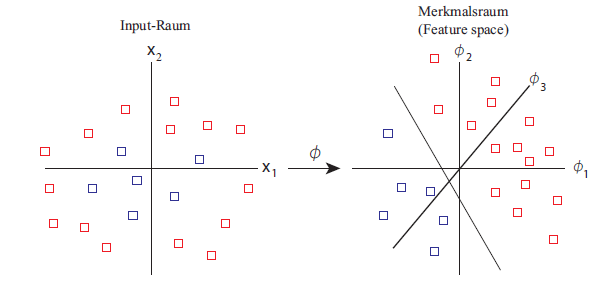 Input-Raum
Merkmalsraum
(Feature space)
X₂
ϕ₂
ϕ₃
ϕ
X₁
ϕ₁